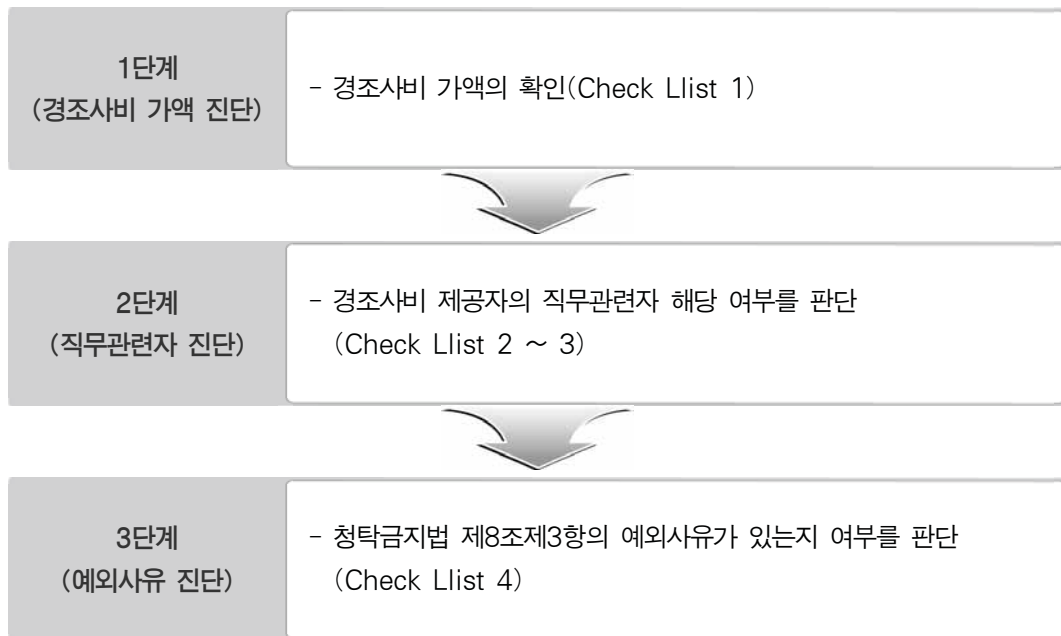 1단계
(경조사비 가액 진단)
- 경조사비 가액의 확인(Check Llist 1)
2단계
(직무관련자 진단)
- 경조사비 제공자의 직무관련자 해당 여부를 판단
(Check Llist 2 ~ 3)
3단계
(예외사유 진단)
- 청탁금지법 제8조제3항의 예외사유가 있는지 여부를 판단
(Check Llist 4)